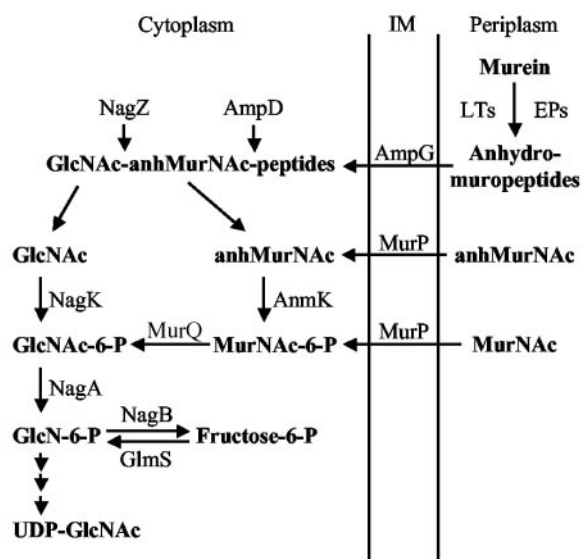 Cytoplasm IM Periplasm
Murein
NagZ AmpD LTs EPs
GlcNAc-anhMurNAc-peptides AmpG Anhydro-
muropeptides
GlcNAc anhMurNAc MurP anhMurNAc
NagK AnmK
GlcNAc-6-P MurQ MurNAc-6-P MurP MurNAc
NagA
GlcN-6-P NagB Fructose-6-P
GlmS
UDP-GlcNAc